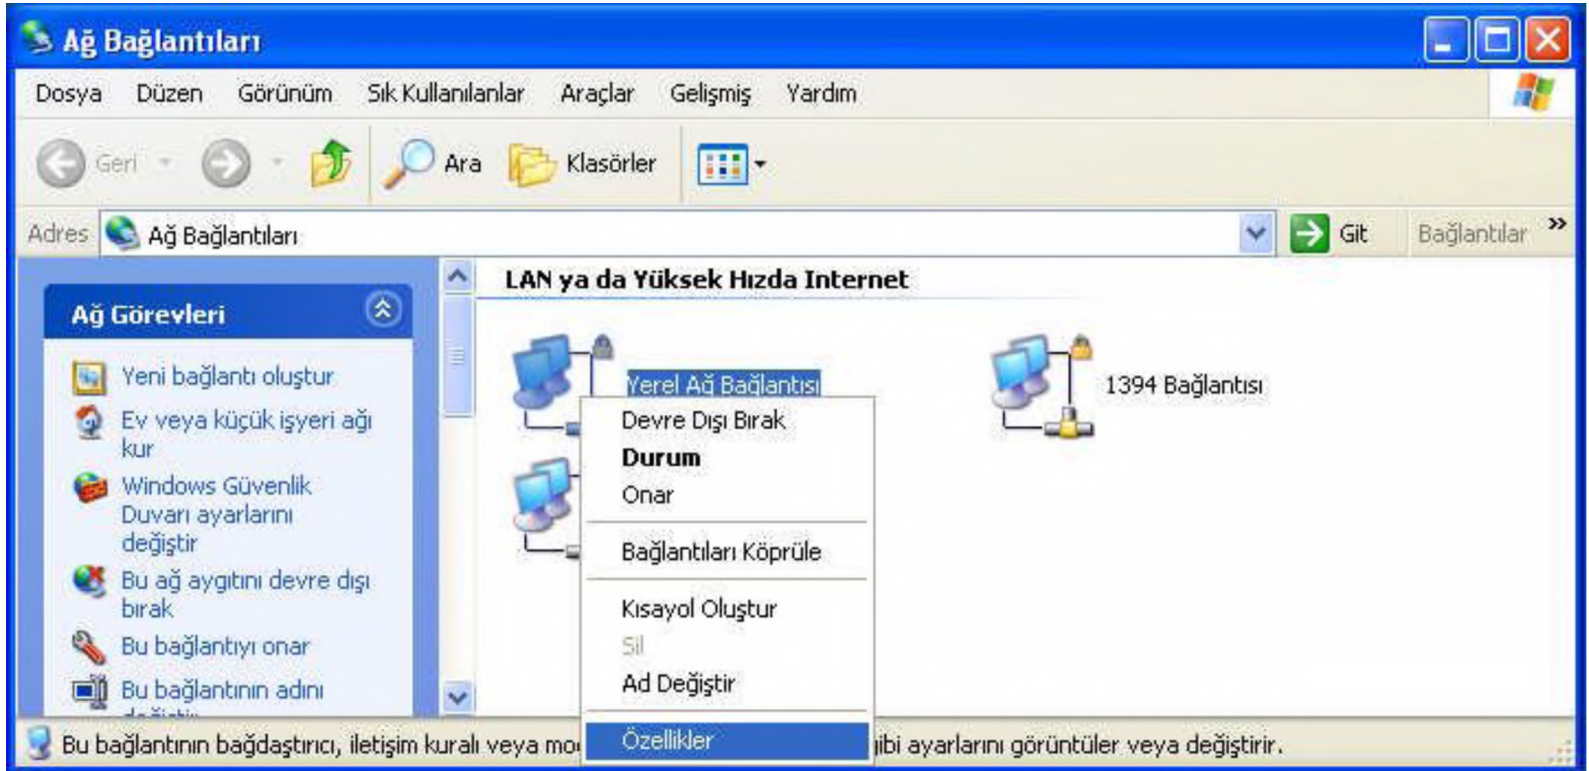 Ağ Bağlantıları
Dosya Düzen Görünüm Sık Kullanılanlar Araçlar Gelişmiş Yardım
Geri Ara Klasörler
Adres Ağ Bağlantıları Git Bağlantılar »
Ağ Görevleri
Yeni bağlantı oluştur
Ev veya küçük işyeri ağı
kur
Windows Güvenlik
Duvarı ayarlarını
değiştir
Bu ağ aygıtını devre dışı
bırak
Bu bağlantıyı onar
Bu bağlantının adını
LAN ya da Yüksek Hızda Internet
Yerel Ağ Bağlantısı
1394 Bağlantısı
Devre Dışı Bırak
Durum
Onar
Bağlantıları Köprüle
Kısayol Oluştur
Sil
Ad Değiştir
Özellikler
Bu bağlantının bağdaştırıcı, iletişim kuralı veya ayarlarını görüntüler veya değiştirir.